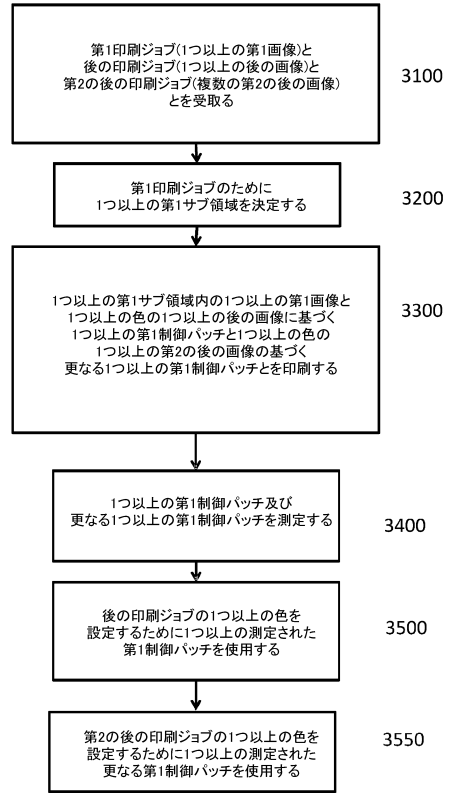 第1印刷ジョブ(1つ以上の第1画像)と
後の印刷ジョブ(1つ以上の後の画像)と
第2の後の印刷ジョブ(複数の第2の後の画像)
とを受取る
3100
第1印刷ジョブのために
1つ以上の第1サブ領域を決定する
3200
1つ以上の第1サブ領域内の1つ以上の第1画像と
1つ以上の色の1つ以上の後の画像に基づく
1つ以上の第1制御パッチと1つ以上の色の
1つ以上の第2の後の画像の基づく
更なる1つ以上の第1制御パッチとを印刷する
3300
1つ以上の第1制御パッチ及び
更なる1つ以上の第1制御パッチを測定する
3400
後の印刷ジョブの1つ以上の色を
設定するために1つ以上の測定された
第1制御パッチを使用する
3500
第2の後の印刷ジョブの1つ以上の色を
設定するために1つ以上の測定された
更なる第1制御パッチを使用する
3550